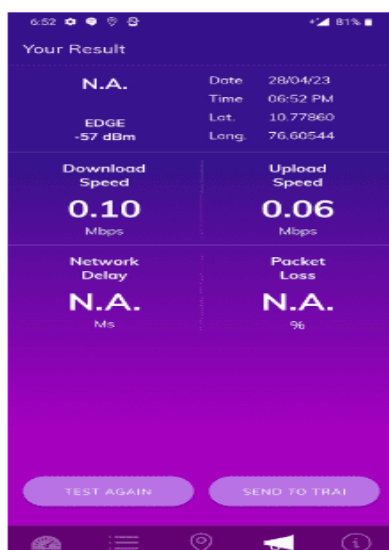 6:52 81%
Your Result
N.A.
EDGE
-57 dBm
Date 28/04/23
Time 06:52 PM
Lat. 10.77860
Long. 76.60544
Download Speed
0.10
Mbps
Upload Speed
0.06
Mbps
Network Delay
N.A.
Ms
Packet Loss
N.A.
%
TEST AGAIN
SEND TO TRAI